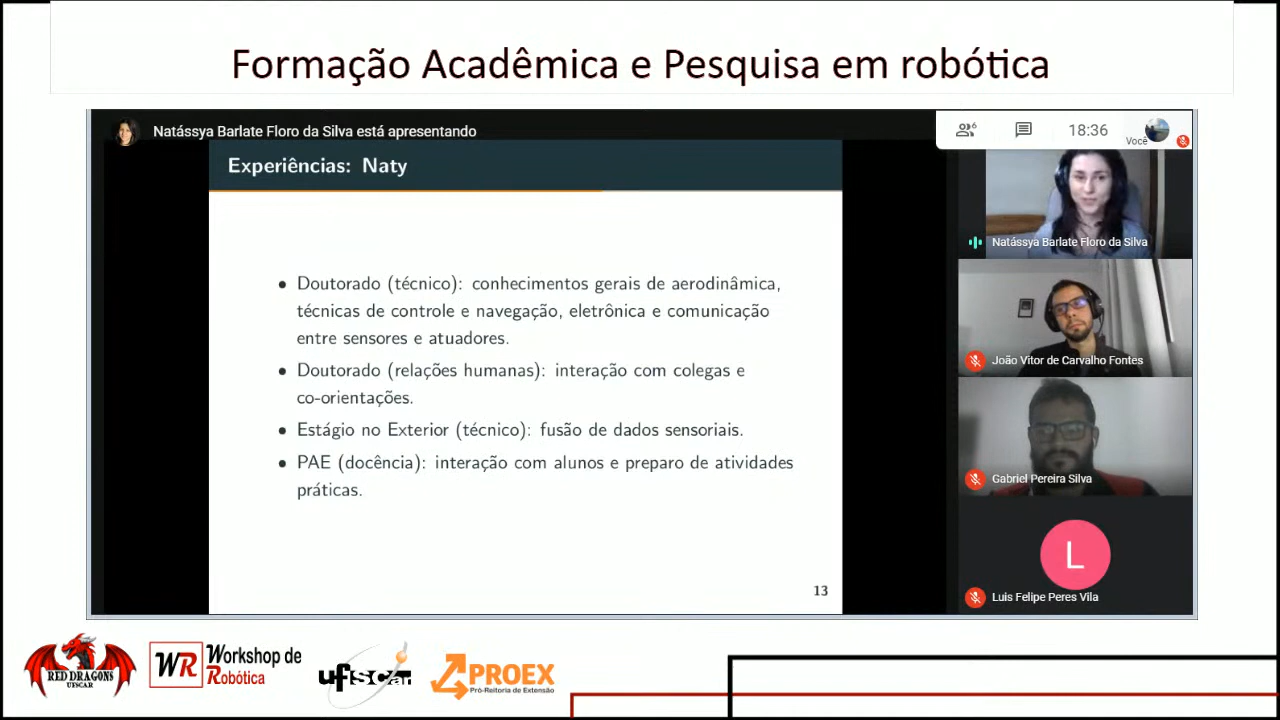 Formação Acadêmica e Pesquisa em robótica
Natássya Barlate Floro da Silva está apresentando
6
18:36
Você
Experiências: Naty
• Doutorado (técnico): conhecimentos gerais de aerodinâmica,
técnicas de controle e navegação, eletrônica e comunicação
entre sensores e atuadores.
• Doutorado (relações humanas): interação com colegas e
co-orientações.
• Estágio no Exterior (técnico): fusão de dados sensoriais.
• PAE (docência): interação com alunos e preparo de atividades
práticas.
13
Natássya Barlate Floro da Silva
João Vitor de Carvalho Fontes
Gabriel Pereira Silva
L
Luis Felipe Peres Vila
RED DRAGONS
UFSCAR
WR
Workshop de
Robótica
ufscar
PROEX
Pró-Reitoria de Extensão